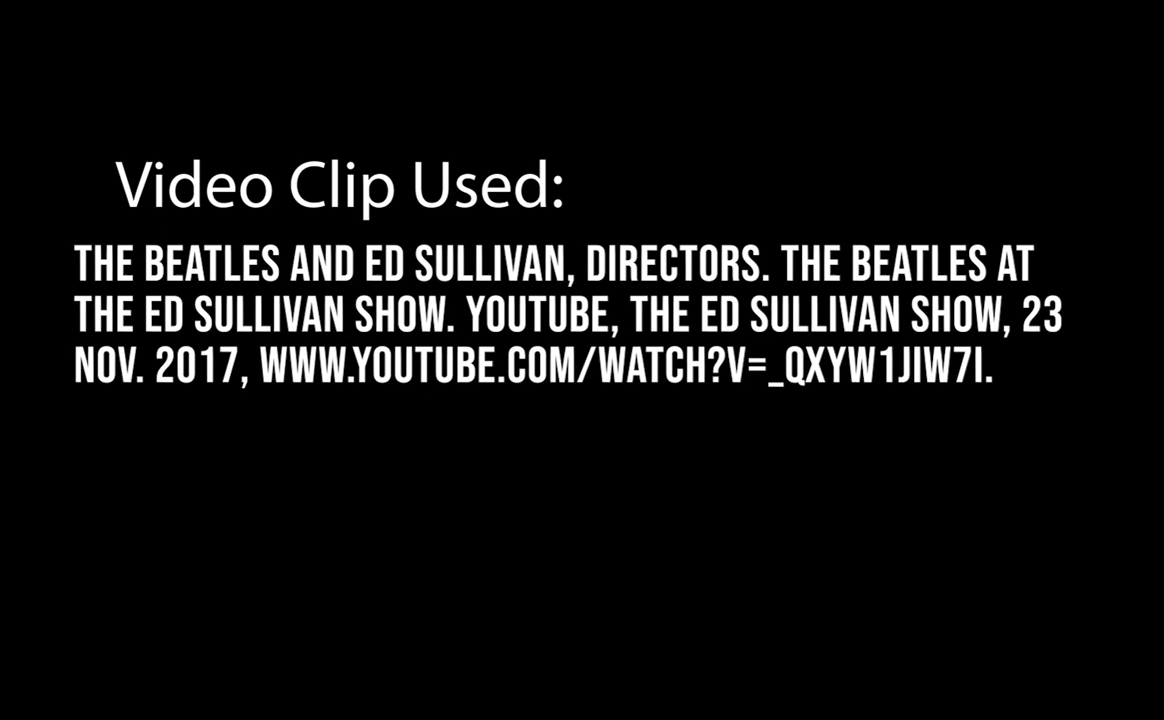 Video Clip Used:
THE BEATLES AND ED SULLIVAN, DIRECTORS. THE BEATLES AT
THE ED SULLIVAN SHOW. YOUTUBE, THE ED SULLIVAN SHOW, 23
NOV. 2017, WWW.YOUTUBE.COM/WATCH?V=_QXYW1JIW7I.